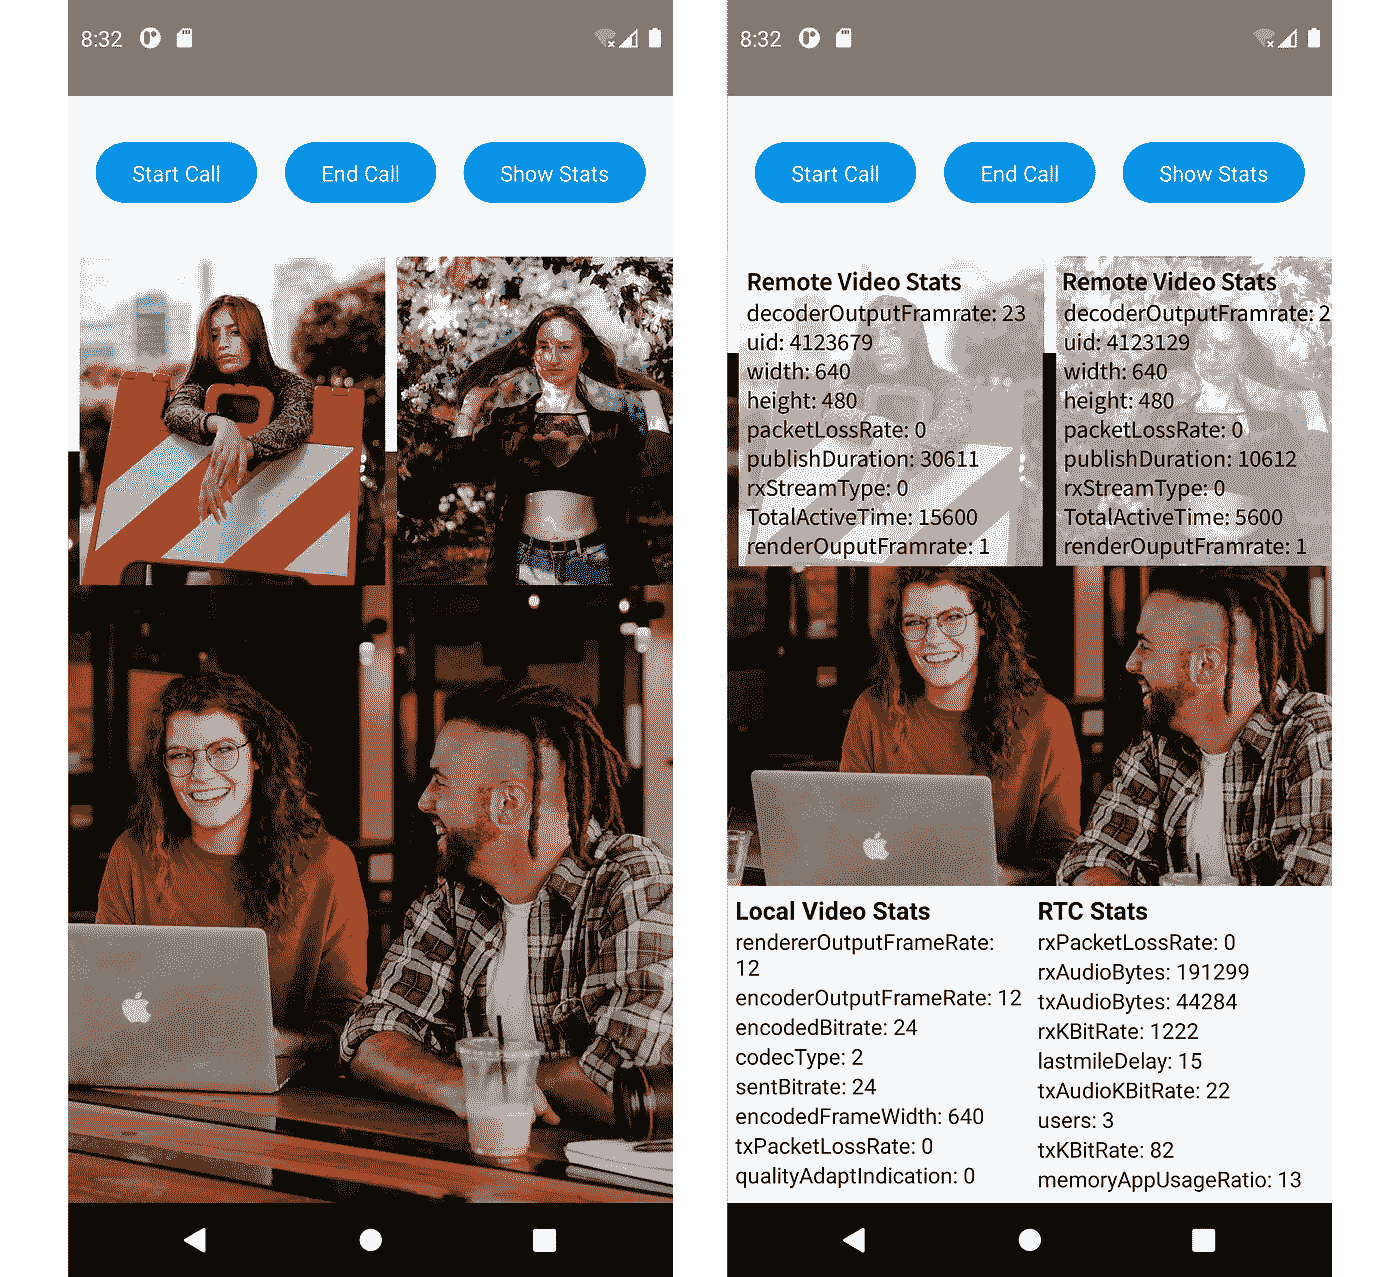 8:32
Start Call
End Call
Show Stats
8:32
Start Call
End Call
Show Stats
Remote Video Stats
decoderOutputFramrate: 23
uid: 4123679
width: 640
height: 480
packetLossRate: 0
publishDuration: 30611
rxStreamType: 0
TotalActiveTime: 15600
renderOuputFramrate: 1
Remote Video Stats
decoderOutputFramrate: 2
uid: 4123129
width: 640
height: 480
packetLossRate: 0
publishDuration: 10612
rxStreamType: 0
TotalActiveTime: 5600
renderOuputFramrate: 1
Local Video Stats
rendererOutputFrameRate:
12
encoderOutputFrameRate: 12
encodedBitrate: 24
codecType: 2
sentBitrate: 24
encodedFrameWidth: 640
txPacketLossRate: 0
qualityAdaptIndication: 0
RTC Stats
rxPacketLossRate: 0
rxAudioBytes: 191299
txAudioBytes: 44284
rxKBitRate: 1222
lastmileDelay: 15
txAudioKBitRate: 22
users: 3
txKBitRate: 82
memoryAppUsageRatio: 13